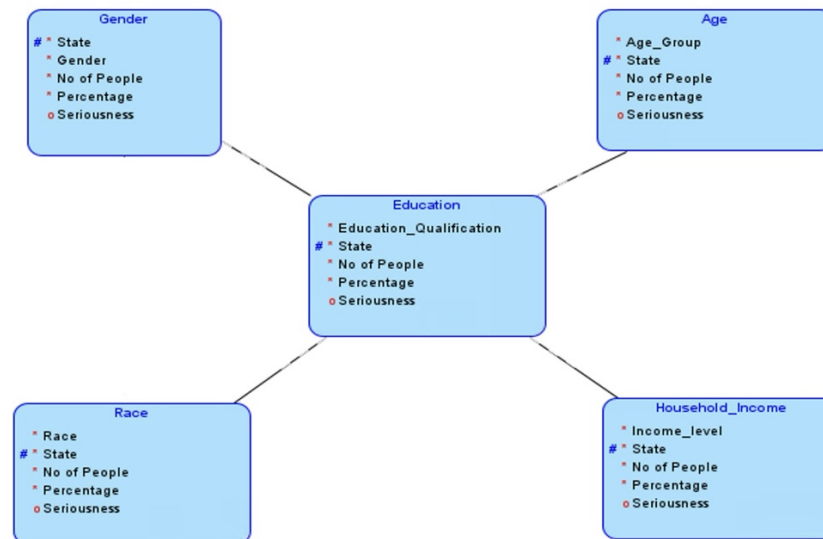 Gender
# * State
* Gender
* No of People
* Percentage
o Seriousness
Age
* Age_Group
# * State
* No of People
* Percentage
o Seriousness
Education
* Education_Qualification
# * State
* No of People
* Percentage
o Seriousness
Race
* Race
# * State
* No of People
* Percentage
o Seriousness
Household_Income
* Income_level
# * State
* No of People
* Percentage
o Seriousness